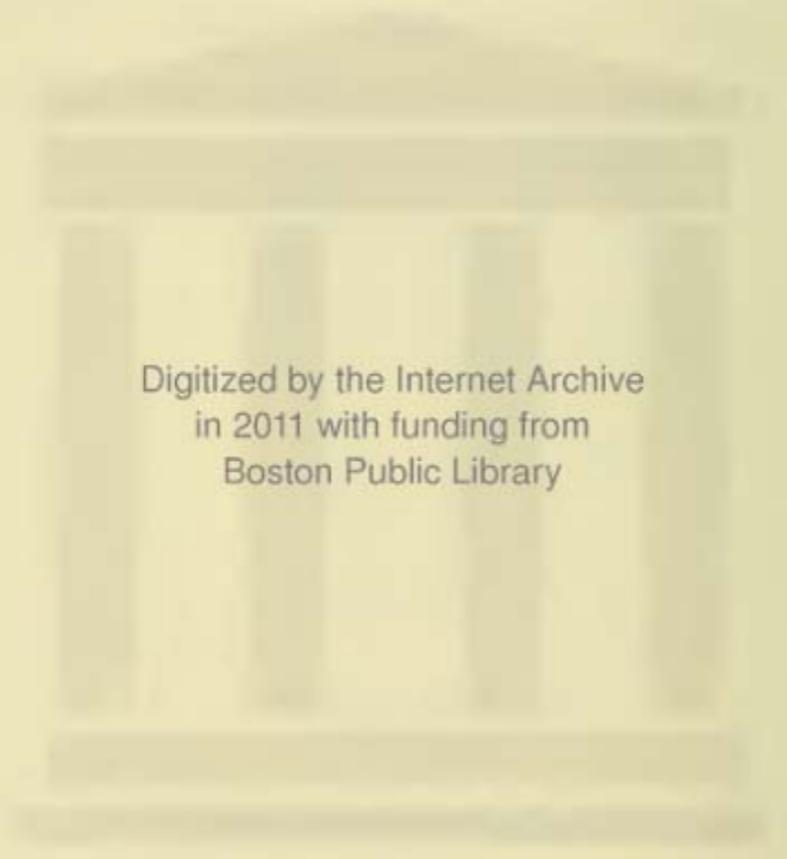 Digitized by the Internet Archive
in 2011 with funding from
Boston Public Library